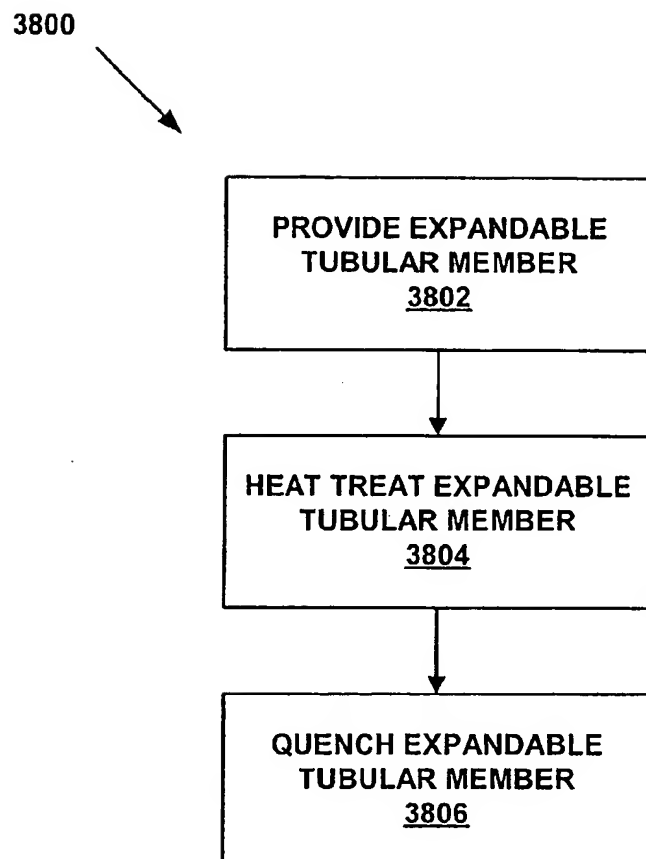 3800
PROVIDE EXPANDABLE
TUBULAR MEMBER
3802
HEAT TREAT EXPANDABLE
TUBULAR MEMBER
3804
QUENCH EXPANDABLE
TUBULAR MEMBER
3806